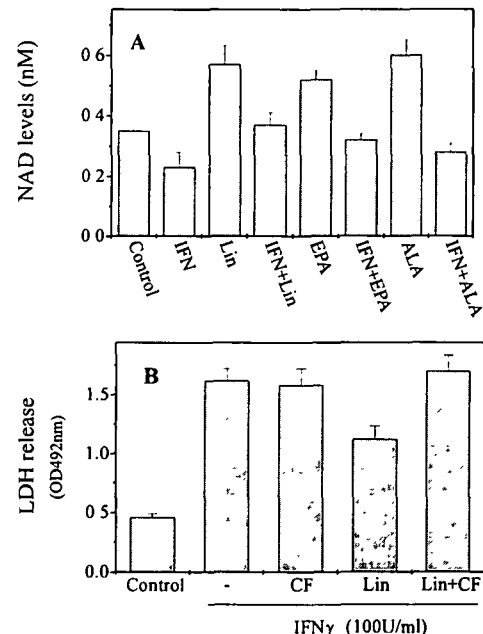 A
NAD levels (nM)
0 6
0 4
0 2
0 0
Control
IFN
Lin
IFN+Lin
EPA
IFN+EPA
ALA
IFN+ALA
B
LDH release
(OD492nm)
1.5
1.0
0.5
0.0
Control - CF Lin Lin+CF
IFNγ (100U/ml)